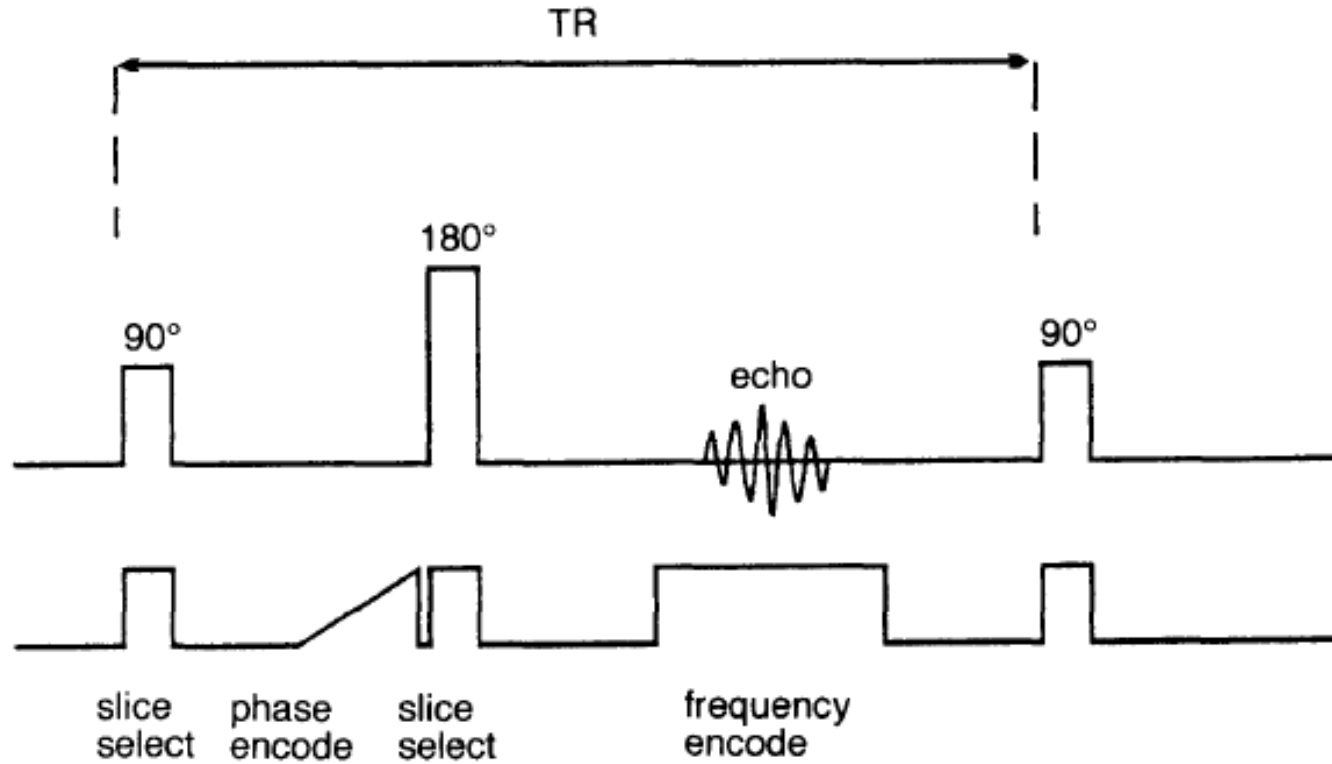 TR
180°
90°
90°
echo
slice phase slice frequency
select encode select encode